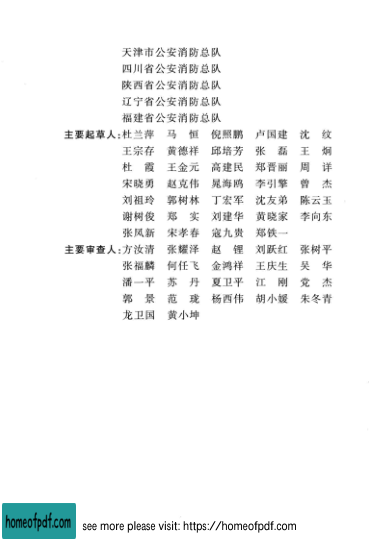 天津市公安消防总队
四川省公安消防总队
陕西省公安消防总队
辽宁省公安消防总队
福建省公安消防总队
主要起草人:杜兰萍 马 恒 倪照鹏 卢国建 沈 纹
王宗存 黄德祥 邱培芳 张 磊 王 炯
杜 霞 王金元 高建民 郑晋丽 周 详
宋晓勇 赵克伟 晁海鸥 李引擎 曾 杰
刘祖玲 郭树林 丁宏军 沈友弟 陈云玉
谢树俊 郑 实 刘建华 黄晓家 李向东
张凤新 宋孝春 寇九贵 郑铁一
主要审查人:方汝清 张耀泽 赵 锂 刘跃红 张树平
张福麟 何任飞 金鸿祥 王庆生 吴 华
潘一平 苏 丹 夏卫平 江 刚 党 杰
郭 景 范 珑 杨西伟 胡小媛 朱冬青
龙卫国 黄小坤
homeofpdf.com
see more please visit: https://homeofpdf.com